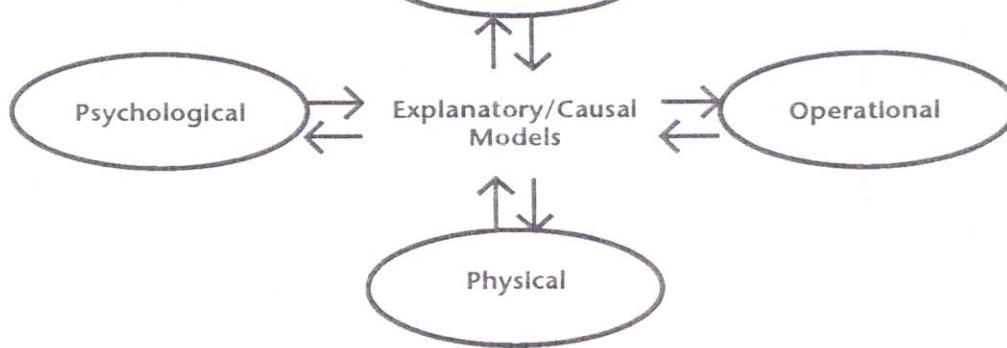 Psychological
Explanatory/Causal
Models
Operational
Physical